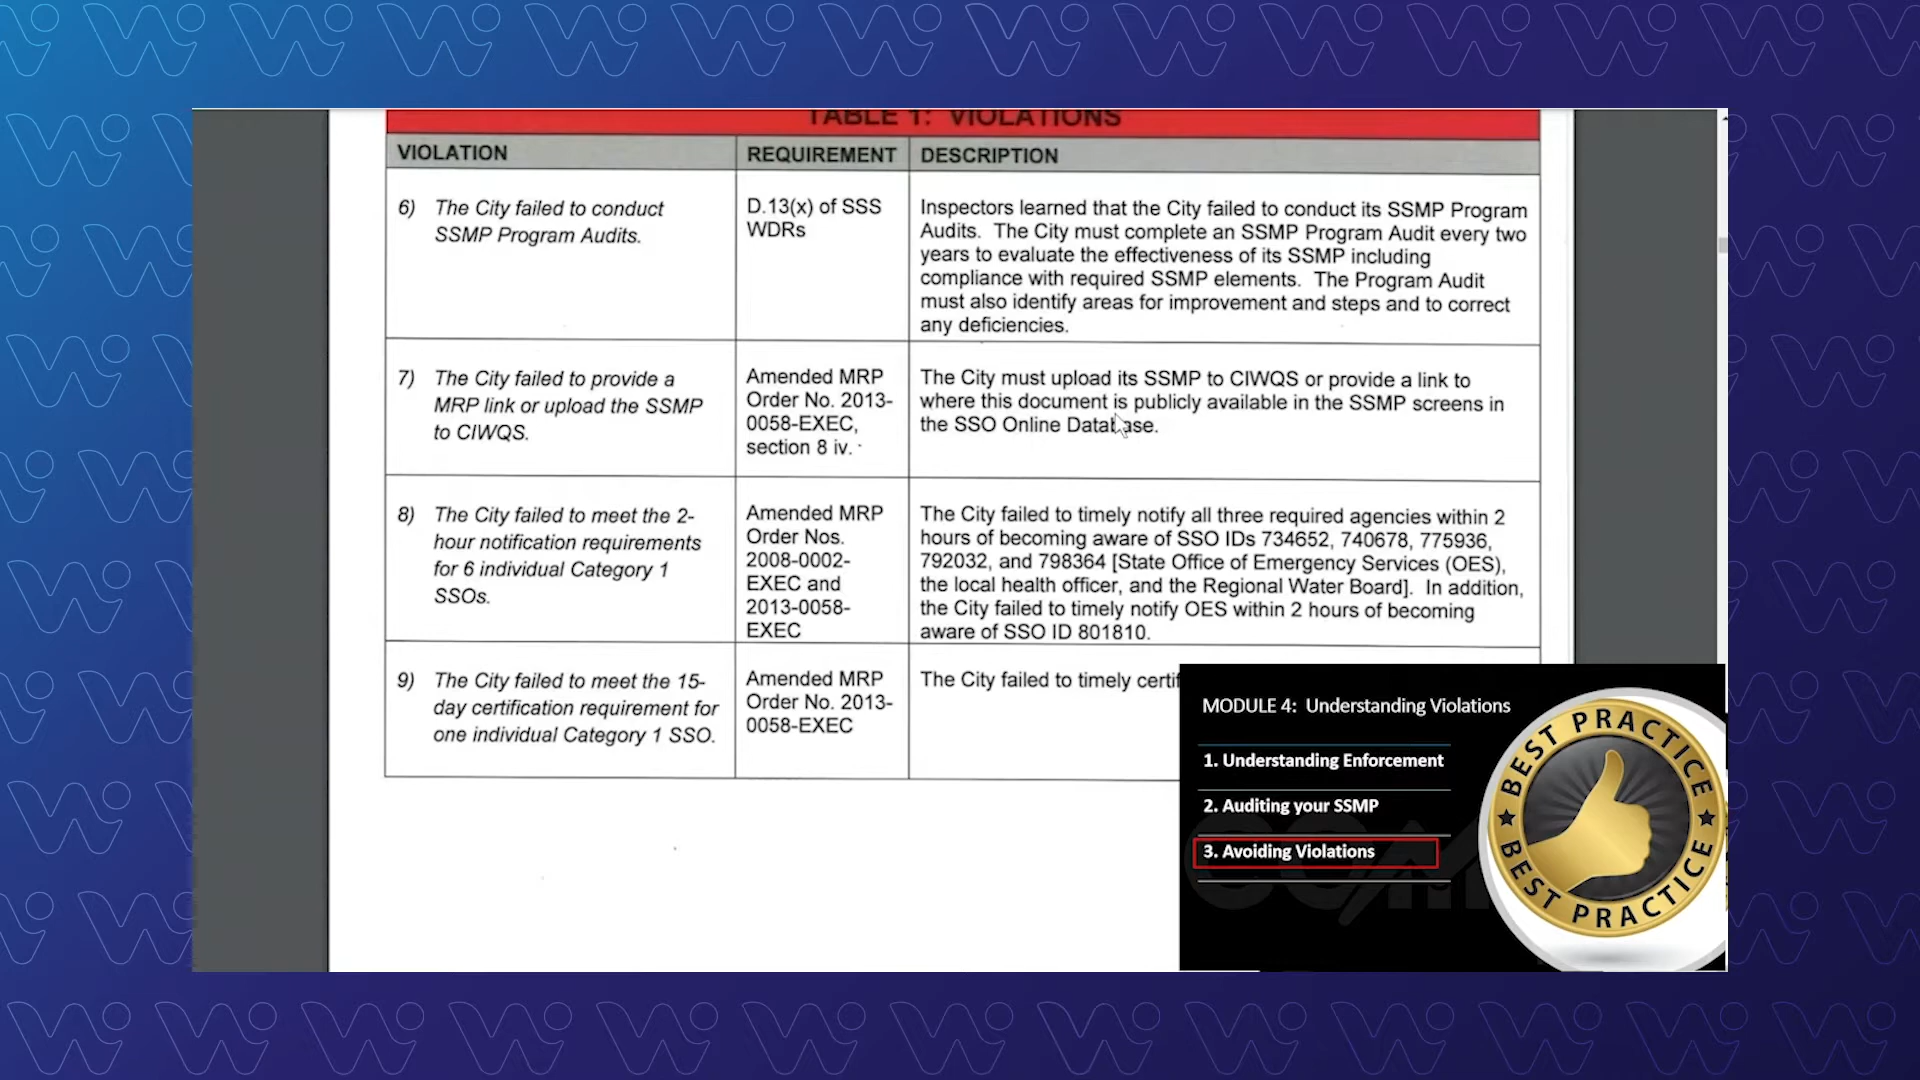 TABLE 1: VIOLATIONS
VIOLATION
REQUIREMENT
DESCRIPTION
6) The City failed to conduct
SSMP Program Audits.
D.13(x) of SSS
WDRs
Inspectors learned that the City failed to conduct its SSMP Program
Audits. The City must complete an SSMP Program Audit every two
years to evaluate the effectiveness of its SSMP including
compliance with required SSMP elements. The Program Audit
must also identify areas for improvement and steps and to correct
any deficiencies.
7) The City failed to provide a
MRP link or upload the SSMP
to CIWQS.
Amended MRP
Order No. 2013-
0058-EXEC,
section 8 iv.
The City must upload its SSMP to CIWQS or provide a link to
where this document is publicly available in the SSMP screens in
the SSO Online Database.
8) The City failed to meet the 2-
hour notification requirements
for 6 individual Category 1
SSOs.
Amended MRP
Order Nos.
2008-0002-
EXEC and
2013-0058-
EXEC
The City failed to timely notify all three required agencies within 2
hours of becoming aware of SSO IDs 734652, 740678, 775936,
792032, and 798364 [State Office of Emergency Services (OES),
the local health officer, and the Regional Water Board]. In addition,
the City failed to timely notify OES within 2 hours of becoming
aware of SSO ID 801810.
9) The City failed to meet the 15-
day certification requirement for
one individual Category 1 SSO.
Amended MRP
Order No. 2013-
0058-EXEC
The City failed to timely certif
MODULE 4: Understanding Violations
1. Understanding Enforcement
2. Auditing your SSMP
3. Avoiding Violations
BEST PRACTICE
BEST PRACTICE